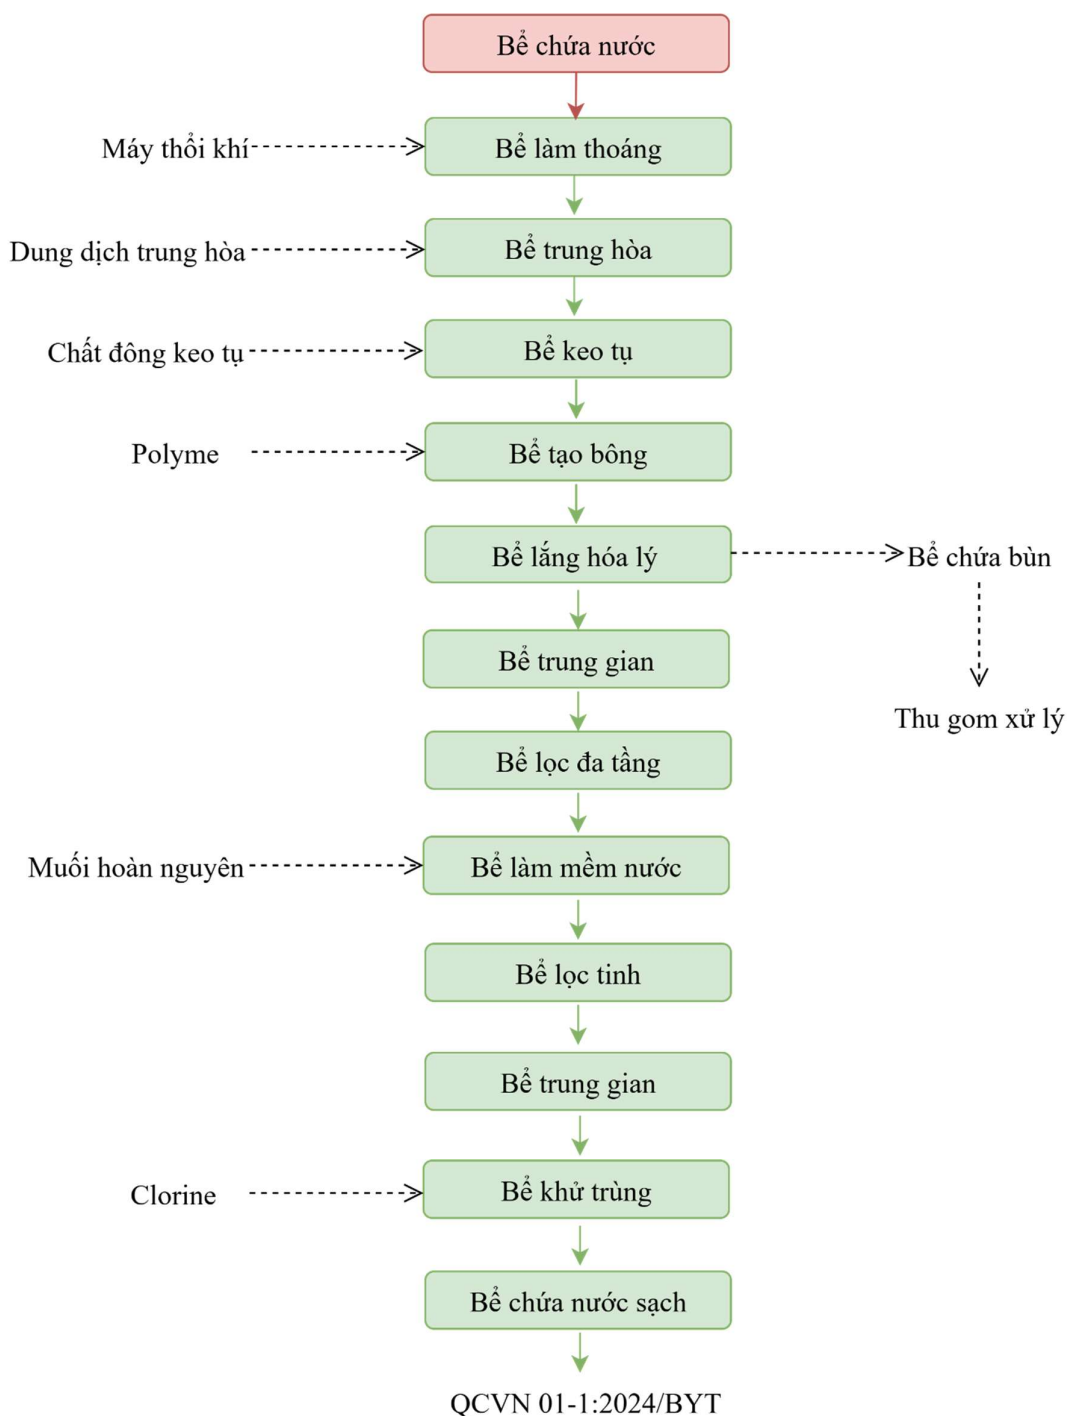 Bể chứa nước
Máy thổi khí
Bể làm thoáng
Dung dịch trung hòa
Bể trung hòa
Chất đông keo tụ
Bể keo tụ
Polyme
Bể tạo bông
Bể lắng hóa lý
Bể chứa bùn
Bể trung gian
Thu gom xử lý
Bể lọc đa tầng
Muối hoàn nguyên
Bể làm mềm nước
Bể lọc tinh
Bể trung gian
Clorine
Bể khử trùng
Bể chứa nước sạch
QCVN 01-1:2024/BYT